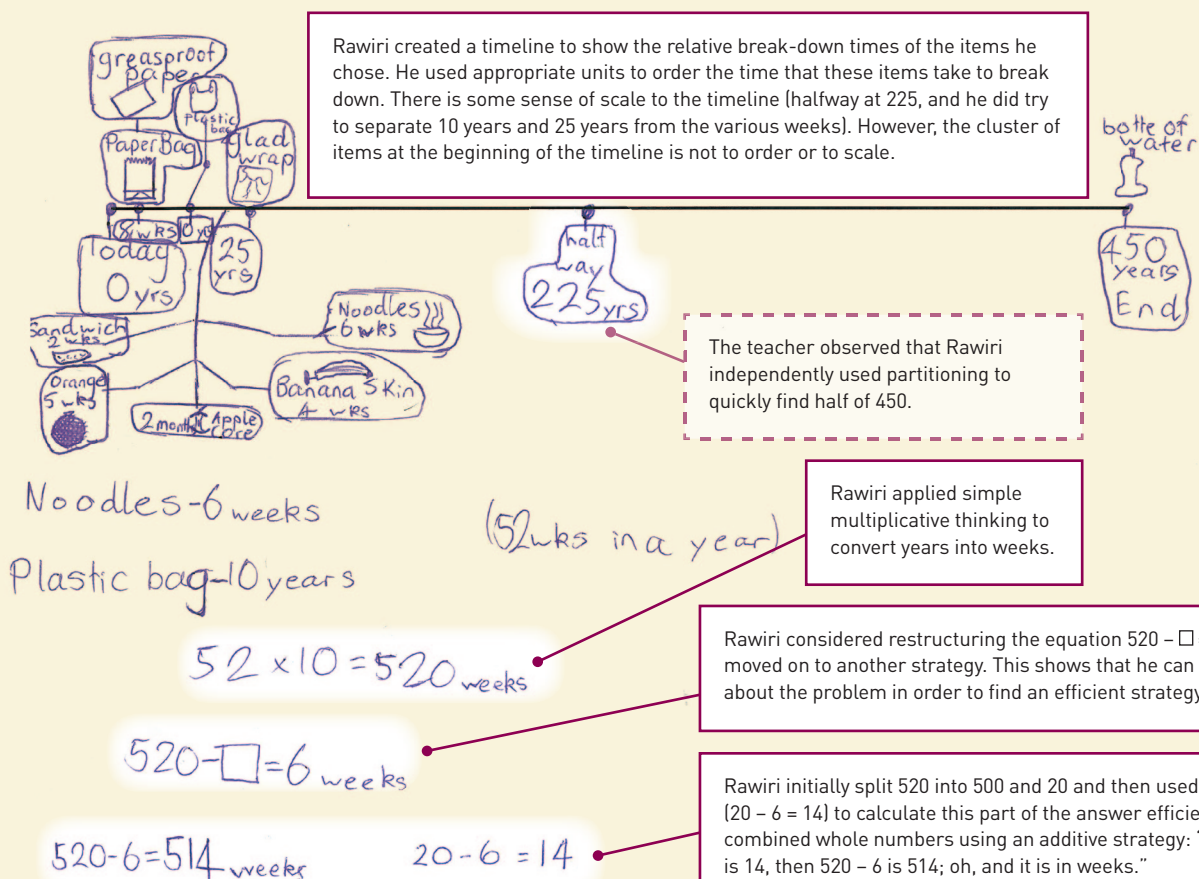 Rawiri created a timeline to show the relative break-down times of the items he
chose. He used appropriate units to order the time that these items take to break
down. There is some sense of scale to the timeline (halfway at 225, and he did try
to separate 10 years and 25 years from the various weeks). However, the cluster of
items at the beginning of the timeline is not to order or to scale.
greasproof
paper
Plastic
bag
Paper Bag
glad
wrap
botte of
water
8 wks
Today
0 yrs
25
yrs
half
way
225 yrs
450
years
End
Sandwich
2 wks
Noodles
6 wks
Orange
5 wks
Banana Skin
4 wks
2 month
Apple
Core
The teacher observed that Rawiri
independently used partitioning to
quickly find half of 450.
Noodles - 6 weeks
(52wks in a year)
Plastic bag - 10 years
Rawiri applied simple
multiplicative thinking to
convert years into weeks.
52 x 10 = 520 weeks
Rawiri considered restructuring the equation 520 – □
moved on to another strategy. This shows that he can
about the problem in order to find an efficient strategy
520 - □ = 6 weeks
Rawiri initially split 520 into 500 and 20 and then used
(20 – 6 = 14) to calculate this part of the answer
combined whole numbers using an additive strategy:
is 14, then 520 – 6 is 514; oh, and it is in weeks.”
520 - 6 = 514 weeks
20 - 6 = 14